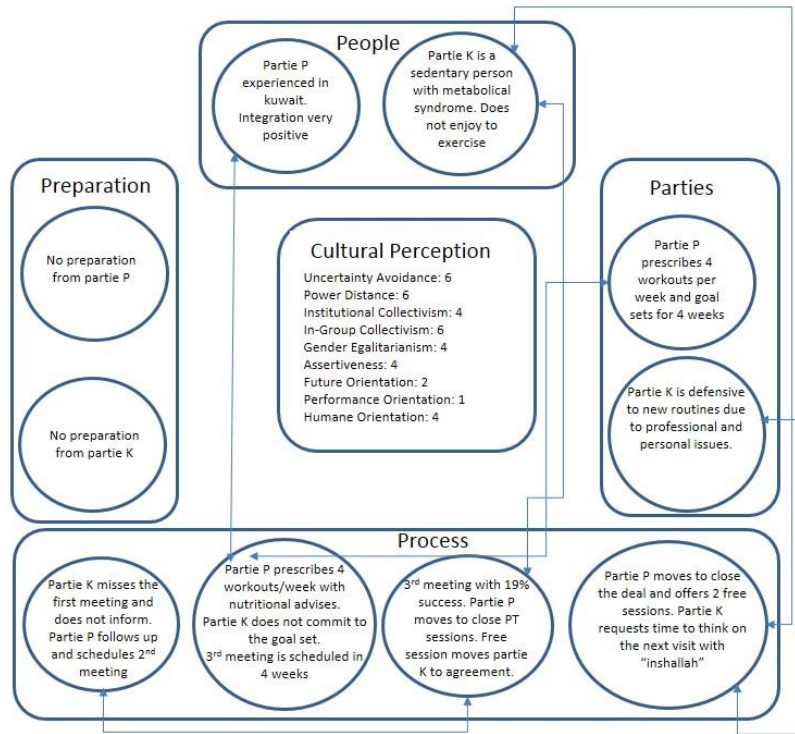 People
Partie P
experienced in
kuwait.
Integration very
positive
Partie K is a
sedentary person
with metabolical
syndrome. Does
not enjoy to
exercise
Preparation
No preparation
from partie P
No preparation
from partie K
Cultural Perception
Uncertainty Avoidance: 6
Power Distance: 6
Institutional Collectivism: 4
In-Group Collectivism: 6
Gender Egalitarianism: 4
Assertiveness: 4
Future Orientation: 2
Performance Orientation: 1
Humane Orientation: 4
Parties
Partie P
prescribes 4
workouts per
week and goal
sets for 4 weeks
Partie K is defensive
to new routines due
to professional and
personal issues.
Process
Partie K misses the
first meeting and
does not inform.
Partie P follows up
and schedules 2nd
meeting
Partie P prescribes 4
workouts/week with
nutritional advises.
Partie K does not commit to
the goal set.
3rd meeting is scheduled in
4 weeks
3rd meeting with 19%
success. Partie P
moves to close PT
sessions. Free
session moves partie
K to agreement.
Partie P moves to close
the deal and offers 2 free
sessions. Partie K
requests time to think on
the next visit with
“inshallah”